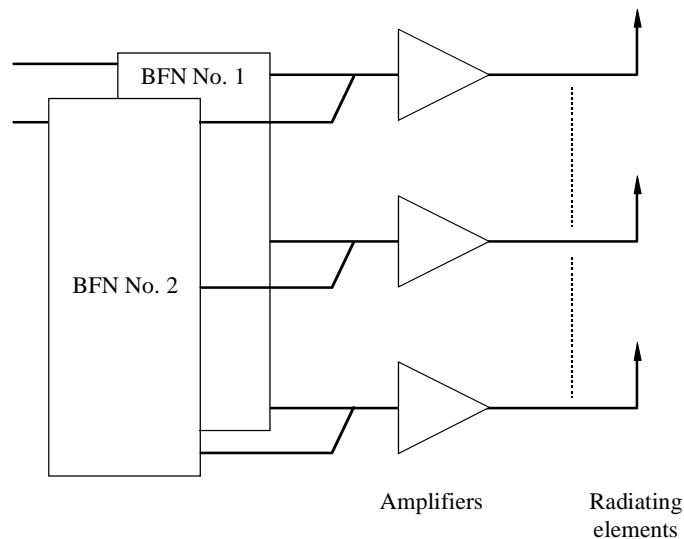 BFN No. 1
BFN No. 2
Amplifiers
Radiating
elements